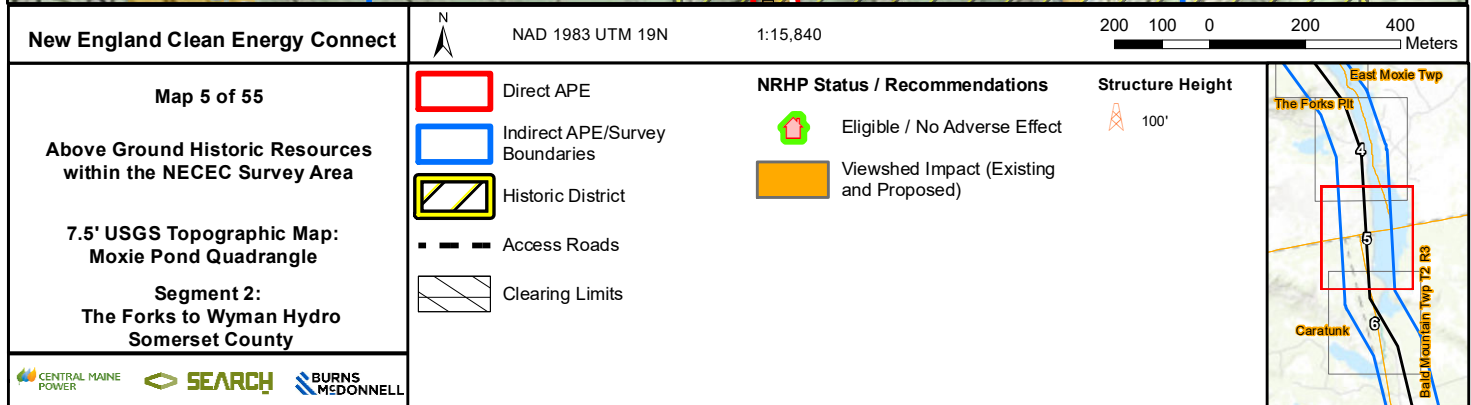 New England Clean Energy Connect
N
NAD 1983 UTM 19N
1:15,840
200 100 0 200 400
Meters
Map 5 of 55
Above Ground Historic Resources
within the NECEC Survey Area
7.5' USGS Topographic Map:
Moxie Pond Quadrangle
Segment 2:
The Forks to Wyman Hydro
Somerset County
CENTRAL MAINE
POWER
SEARCH
BURNS
McDONNELL
Direct APE
Indirect APE/Survey
Boundaries
Historic District
Access Roads
Clearing Limits
NRHP Status / Recommendations
Eligible / No Adverse Effect
Viewshed Impact (Existing
and Proposed)
Structure Height
100'
East Moxie Twp
The Forks Plt
4
5
6
Caratunk
Bald Mountain Twp T2 R3